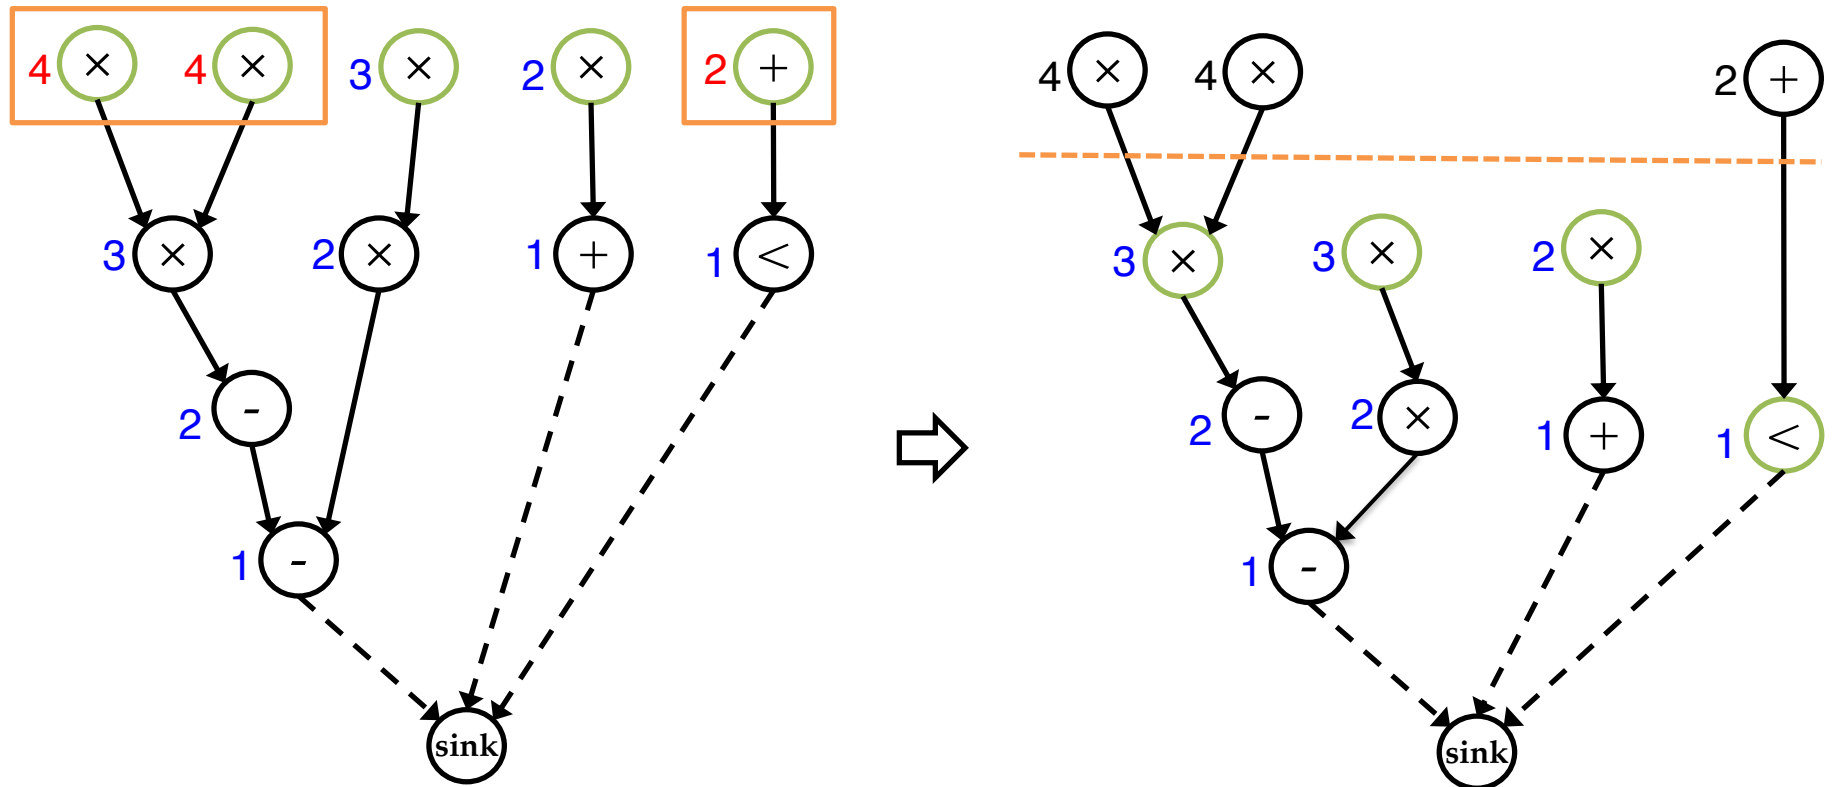 4 × 4 × 3 × 2 × 2 + 4 × 4 × 2 +
3 × 2 × 1 + 1 < 3 × 3 × 2 ×
2 - 2 - 2 × 1 + 1 <
1 - 1 -
sink sink